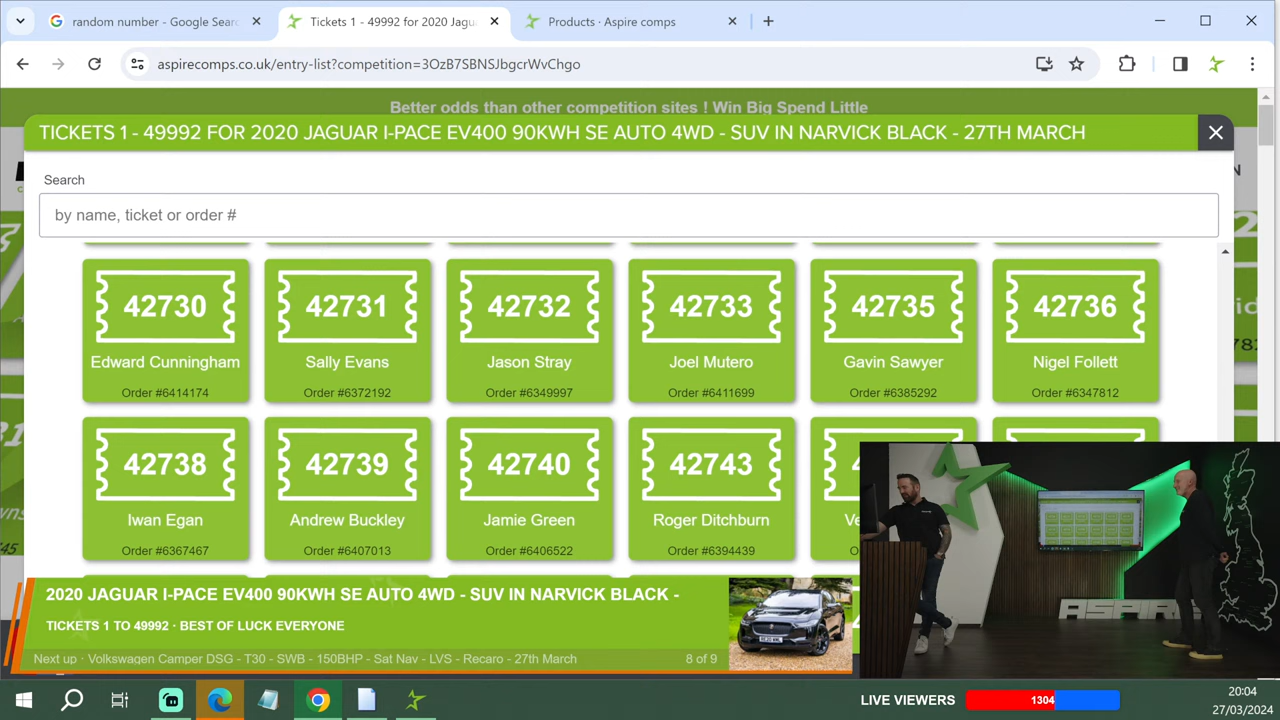 random number - Google Searc
Tickets 1 - 49992 for 2020 Jagua
Products · Aspire comps
aspirecomps.co.uk/entry-list?competition=3OzB7SBNSJbgcrWvChgo
Better odds than other competition sites ! Win Big Spend Little
TICKETS 1 - 49992 FOR 2020 JAGUAR I-PACE EV400 90KWH SE AUTO 4WD - SUV IN NARVICK BLACK - 27TH MARCH
Search
by name, ticket or order #
42730 42731 42732 42733 42735 42736
Edward Cunningham Sally Evans Jason Stray Joel Mutero Gavin Sawyer Nigel Follett
Order #6414174 Order #6372192 Order #6349997 Order #6411699 Order #6385292 Order #6347812
42738 42739 42740 42743
Iwan Egan Andrew Buckley Jamie Green Roger Ditchburn Ve
Order #6367467 Order #6407013 Order #6406522 Order #6394439
2020 JAGUAR I-PACE EV400 90KWH SE AUTO 4WD - SUV IN NARVICK BLACK -
TICKETS 1 TO 49992 · BEST OF LUCK EVERYONE
Next up · Volkswagen Camper DSG - T30 - SWB - 150BHP - Sat Nav - LVS - Recaro - 27th March 8 of 9
ASPIRE
LIVE VIEWERS 1304
20:04
27/03/2024